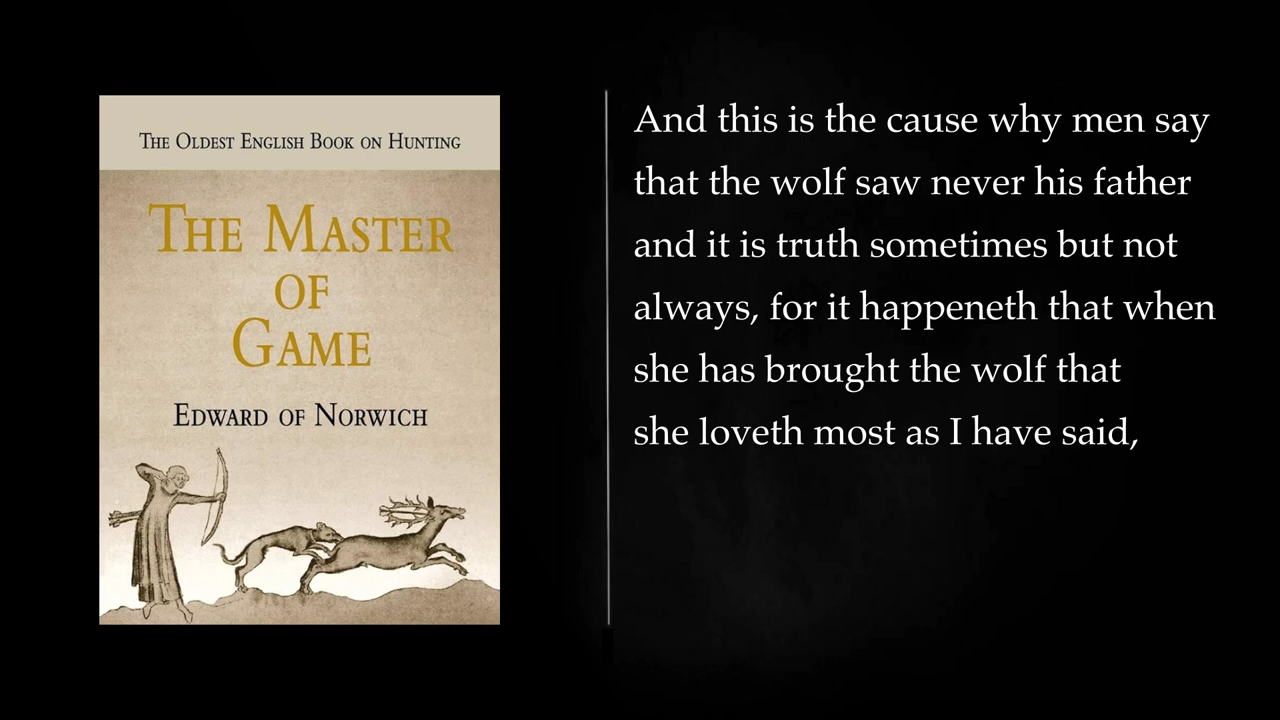 The Oldest English Book on Hunting
The Master
of
Game
Edward of Norwich
And this is the cause why men say
that the wolf saw never his father
and it is truth sometimes but not
always, for it happeneth that when
she has brought the wolf that
she loveth most as I have said,